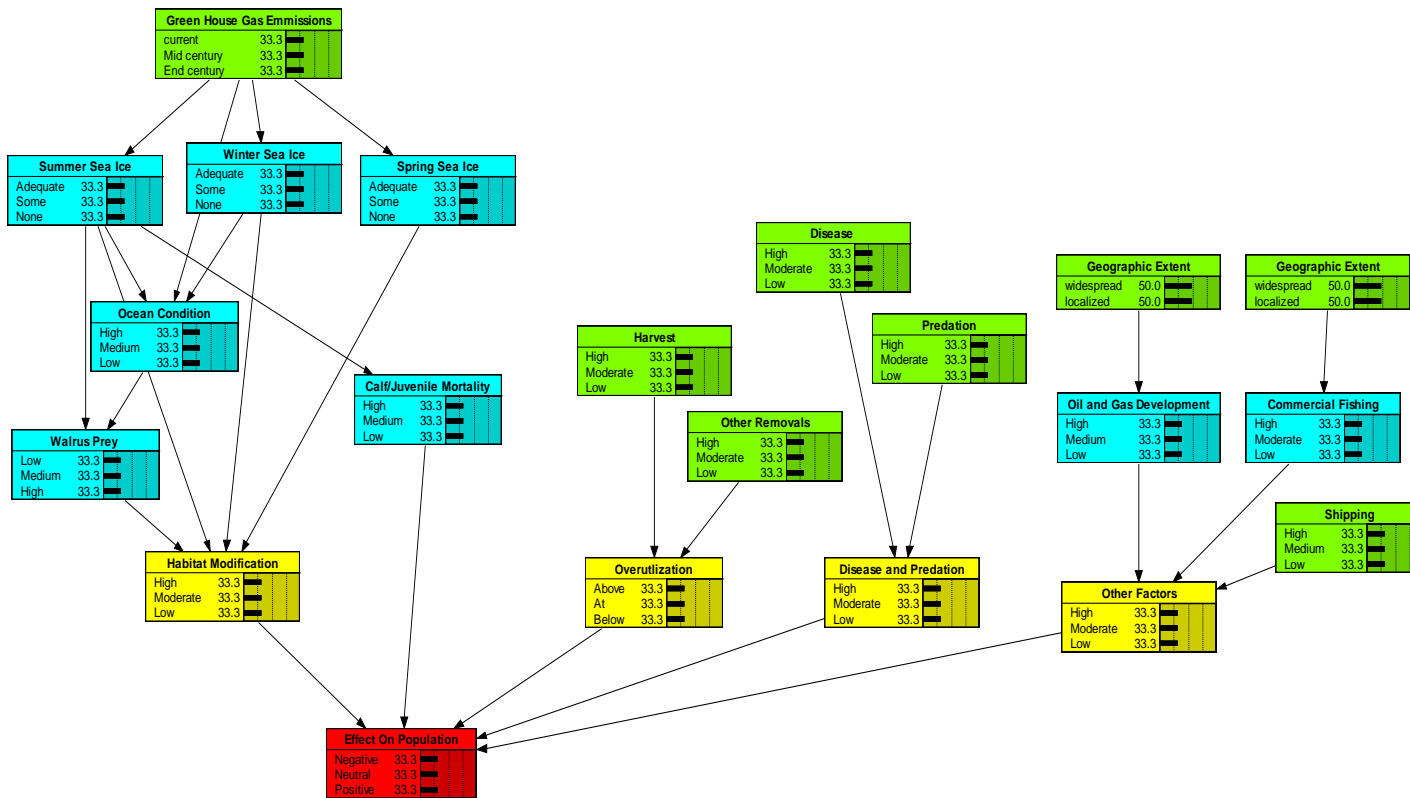 Green House Gas Emmissions
current 33.3
Mid century 33.3
End century 33.3
Summer Sea Ice
Adequate 33.3
Some 33.3
None 33.3
Winter Sea Ice
Adequate 33.3
Some 33.3
None 33.3
Spring Sea Ice
Adequate 33.3
Some 33.3
None 33.3
Disease
High 33.3
Moderate 33.3
Low 33.3
Geographic Extent
widespread 50.0
localized 50.0
Geographic Extent
widespread 50.0
localized 50.0
Ocean Condition
High 33.3
Medium 33.3
Low 33.3
Harvest
High 33.3
Moderate 33.3
Low 33.3
Predation
High 33.3
Moderate 33.3
Low 33.3
Calf/Juvenile Mortality
High 33.3
Medium 33.3
Low 33.3
Oil and Gas Development
High 33.3
Medium 33.3
Low 33.3
Commercial Fishing
High 33.3
Moderate 33.3
Low 33.3
Walrus Prey
Low 33.3
Medium 33.3
High 33.3
Other Removals
High 33.3
Moderate 33.3
Low 33.3
Shipping
High 33.3
Medium 33.3
Low 33.3
Habitat Modification
High 33.3
Moderate 33.3
Low 33.3
Overutlization
Above 33.3
At 33.3
Below 33.3
Disease and Predation
High 33.3
Moderate 33.3
Low 33.3
Other Factors
High 33.3
Moderate 33.3
Low 33.3
Effect On Population
Negative 33.3
Neutral 33.3
Positive 33.3